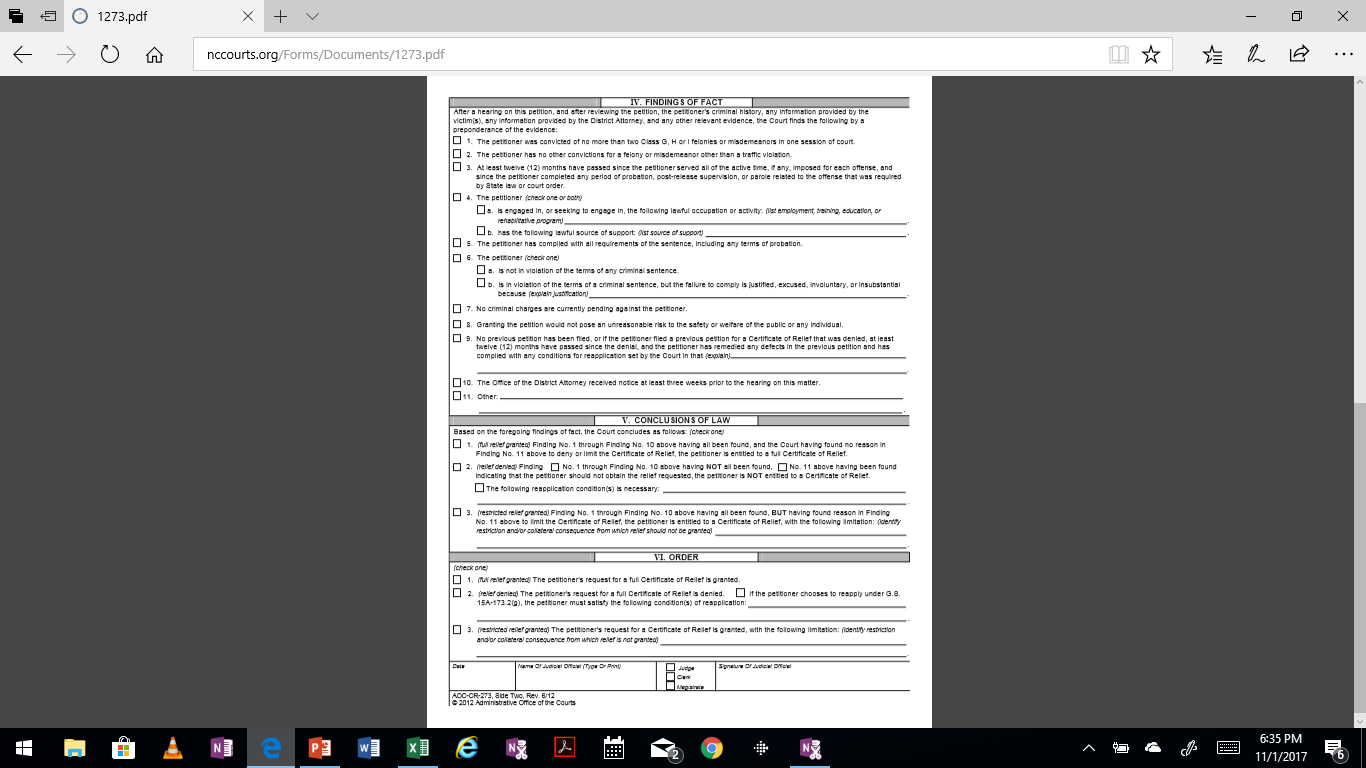 1273.pdf
nccourts.org/Forms/Documents/1273.pdf
IV. FINDINGS OF FACT
After a hearing on this petition, and after reviewing the petition, the petitioner's criminal history, any information provided by the
victim(s), any information provided by the District Attorney, and any other relevant evidence, the Court finds the following by a
preponderance of the evidence:
1. The petitioner was convicted of no more than two Class G, H or I felonies or misdemeanors in one session of court.
2. The petitioner has no other convictions for a felony or misdemeanor other than a traffic violation.
3. At least twelve (12) months have passed since the petitioner served all of the active time, if any, imposed for each offense, and
since the petitioner completed any period of probation, post-release supervision, or parole related to the offense that was required
by State law or court order.
4. The petitioner (check one or both)
a. is engaged in, or seeking to engage in, the following lawful occupation or activity: (list employment, training, education, or
rehabilitative program) .
b. has the following lawful source of support: (list source of support) .
5. The petitioner has complied with all requirements of the sentence, including any terms of probation.
6. The petitioner (check one)
a. is not in violation of the terms of any criminal sentence.
b. is in violation of the terms of a criminal sentence, but the failure to comply is justified, excused, involuntary, or insubstantial
because (explain justification) .
7. No criminal charges are currently pending against the petitioner.
8. Granting the petition would not pose an unreasonable risk to the safety or welfare of the public or any individual.
9. No previous petition has been filed, or if the petitioner filed a previous petition for a Certificate of Relief that was denied, at least
twelve (12) months have passed since the denial, and the petitioner has remedied any defects in the previous petition and has
complied with any conditions for reapplication set by the Court in that (explain)
.
10. The Office of the District Attorney received notice at least three weeks prior to the hearing on this matter.
11. Other:
.
V. CONCLUSIONS OF LAW
Based on the foregoing findings of fact, the Court concludes as follows: (check one)
1. (full relief granted) Finding No. 1 through Finding No. 10 above having all been found, and the Court having found no reason in
Finding No. 11 above to deny or limit the Certificate of Relief, the petitioner is entitled to a full Certificate of Relief.
2. (relief denied) Finding No. 1 through Finding No. 10 above having NOT all been found, No. 11 above having been found
indicating that the petitioner should not obtain the relief requested, the petitioner is NOT entitled to a Certificate of Relief.
The following reapplication condition(s) is necessary:
.
3. (restricted relief granted) Finding No. 1 through Finding No. 10 above having all been found, BUT having found reason in Finding
No. 11 above to limit the Certificate of Relief, the petitioner is entitled to a Certificate of Relief, with the following limitation: (identify
restriction and/or collateral consequence from which relief should not be granted)
.
VI. ORDER
(check one)
1. (full relief granted) The petitioner's request for a full Certificate of Relief is granted.
2. (relief denied) The petitioner's request for a full Certificate of Relief is denied. If the petitioner chooses to reapply under G.S.
15A-173.2(g), the petitioner must satisfy the following condition(s) of reapplication:
.
3. (restricted relief granted) The petitioner's request for a Certificate of Relief is granted, with the following limitation: (identify restriction
and/or collateral consequence from which relief is not granted)
.
Date Name Of Judicial Official (Type Or Print) Judge Signature Of Judicial Official
Clerk
Magistrate
AOC-CR-273, Side Two, Rev. 6/12
© 2012 Administrative Office of the Courts
2
6:35 PM
11/1/2017
6